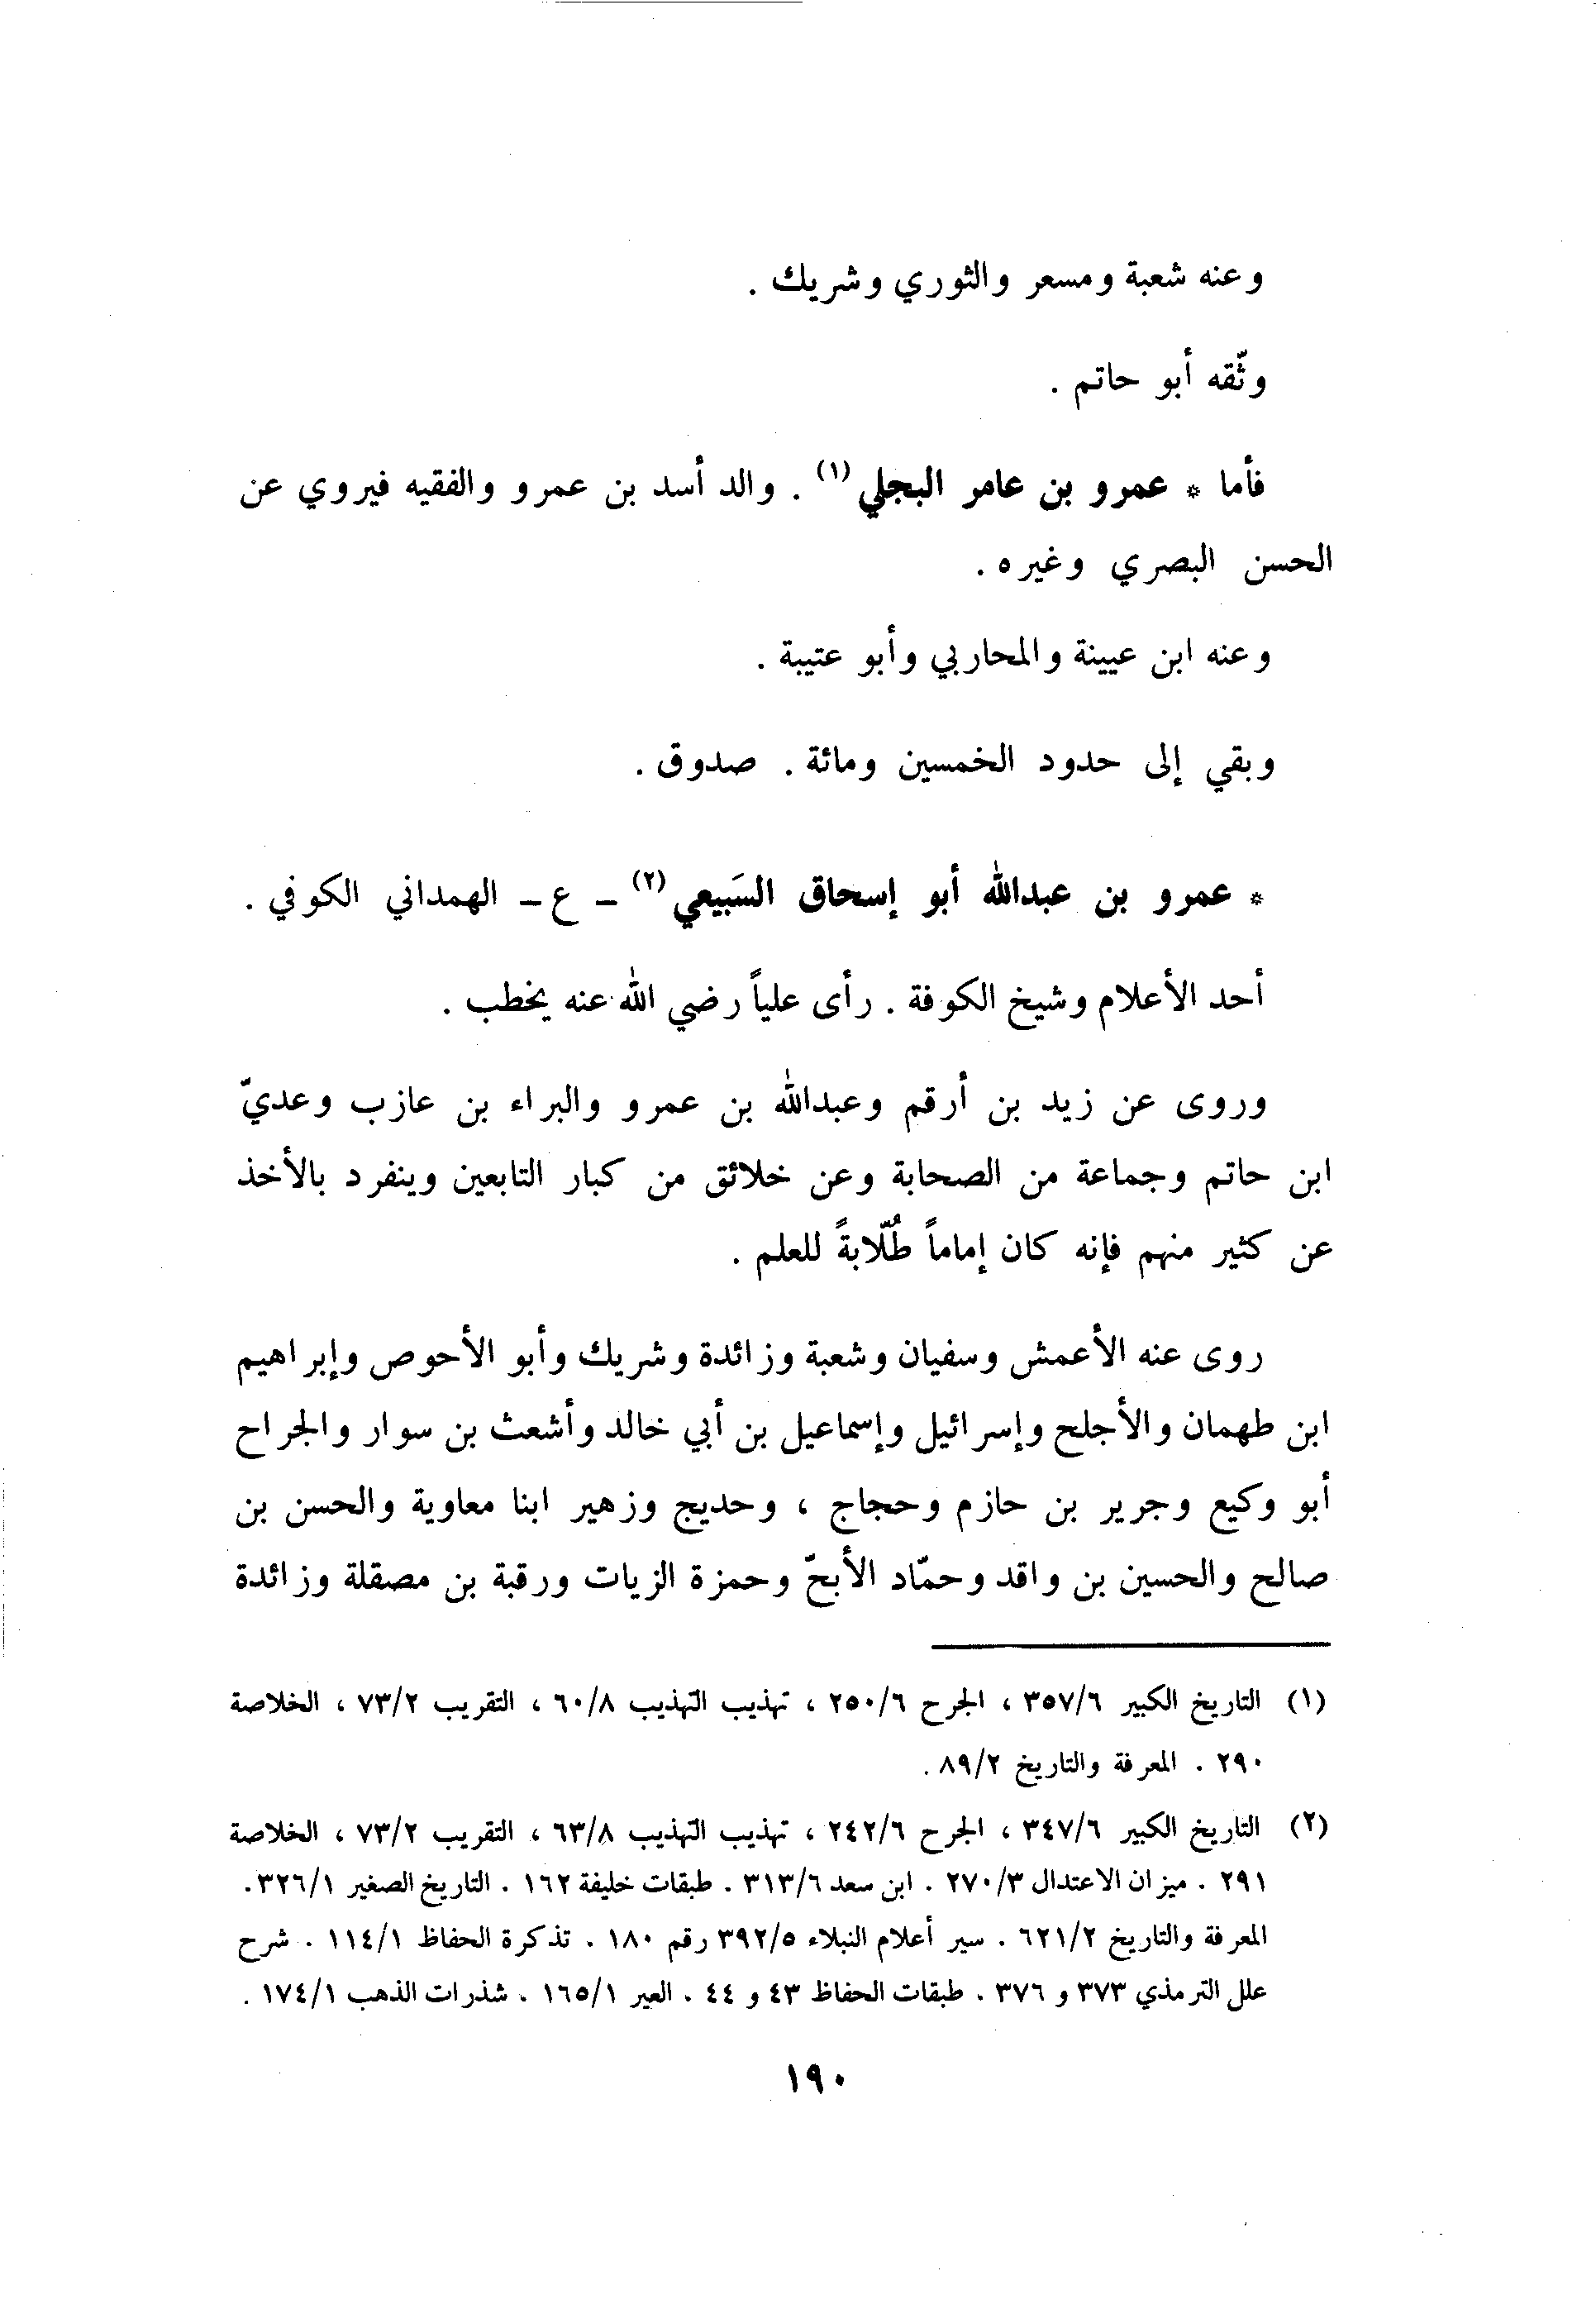 وعنه شعبة ومسعر والثوري وشريك .
وثّقه أبو حاتم .
فأما * عمرو بن عامر البجلي (١) . والد أسد بن عمرو والفقيه فيروي عن
الحسن البصري وغيره .
وعنه ابن عيينة والمحاربي وأبو عتيبة .
وبقي إلى حدود الخمسين ومائة . صدوق .
* عمرو بن عبدالله أبو إسحاق السَبيعي (٢) – ع – الهمداني الكوفي .
أحد الأعلام وشيخ الكوفة . رأى علياً رضي الله عنه يخطب .
وروى عن زيد بن أرقم وعبدالله بن عمرو والبراء بن عازب وعديّ
ابن حاتم وجماعة من الصحابة وعن خلائق من كبار التابعين وينفرد بالأخذ
عن كثير منهم فإنه كان إماماً طُلّابةً للعلم .
روى عنه الأعمش وسفيان وشعبة وزائدة وشريك وأبو الأحوص وإبراهيم
ابن طهمان والأجلح وإسرائيل وإسماعيل بن أبي خالد وأشعث بن سوار والجراح
أبو وكيع وجرير بن حازم وحجاج ، وحديج وزهير ابنا معاوية والحسن بن
صالح والحسين بن واقد وحمّاد الأبحّ وحمزة الزيات ورقبة بن مصقلة وزائدة
(١) التاريخ الكبير ٣٥٧/٦ ، الجرح ٢٥٠/٦ ، تهذيب التهذيب ٦٠/٨ ، التقريب ٧٣/٢ ، الخلاصة
٢٩٠ . المعرفة والتاريخ ٨٩/٢ .
(٢) التاريخ الكبير ٣٤٧/٦ ، الجرح ٢٤٢/٦ ، تهذيب التهذيب ٦٣/٨ ، التقريب ٧٣/٢ ، الخلاصة
٢٩١ . ميزان الاعتدال ٢٧٠/٣ . ابن سعد ٣١٣/٦ . طبقات خليفة ١٦٢ . التاريخ الصغير ٣٢٦/١ .
المعرفة والتاريخ ٦٢١/٢ . سير أعلام النبلاء ٣٩٢/٥ رقم ١٨٠ . تذكرة الحفاظ ١١٤/١ . شرح
علل الترمذي ٣٧٣ و ٣٧٦ . طبقات الحفاظ ٤٣ و ٤٤ . العبر ١٦٥/١ . شذرات الذهب ١٧٤/١ .
١٩٠